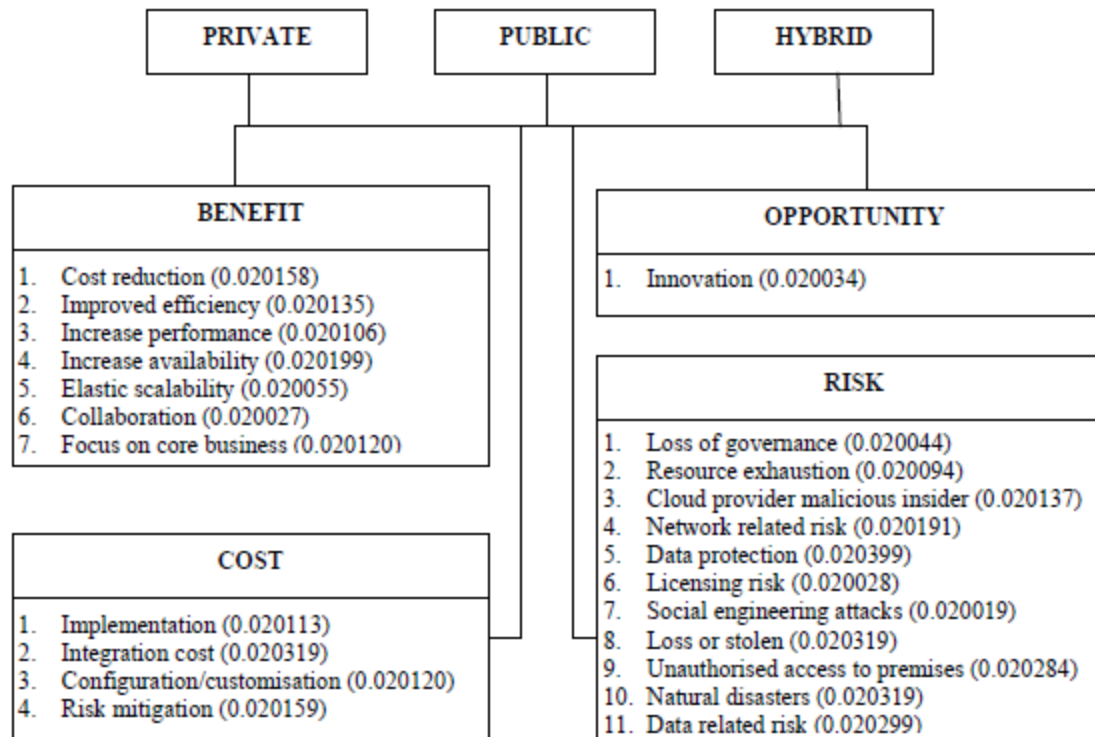 PRIVATE
PUBLIC
HYBRID
BENEFIT
1. Cost reduction (0.020158)
2. Improved efficiency (0.020135)
3. Increase performance (0.020106)
4. Increase availability (0.020199)
5. Elastic scalability (0.020055)
6. Collaboration (0.020027)
7. Focus on core business (0.020120)
COST
1. Implementation (0.020113)
2. Integration cost (0.020319)
3. Configuration/customisation (0.020120)
4. Risk mitigation (0.020159)
OPPORTUNITY
1. Innovation (0.020034)
RISK
1. Loss of governance (0.020044)
2. Resource exhaustion (0.020094)
3. Cloud provider malicious insider (0.020137)
4. Network related risk (0.020191)
5. Data protection (0.020399)
6. Licensing risk (0.020028)
7. Social engineering attacks (0.020019)
8. Loss or stolen (0.020319)
9. Unauthorised access to premises (0.020284)
10. Natural disasters (0.020319)
11. Data related risk (0.020299)